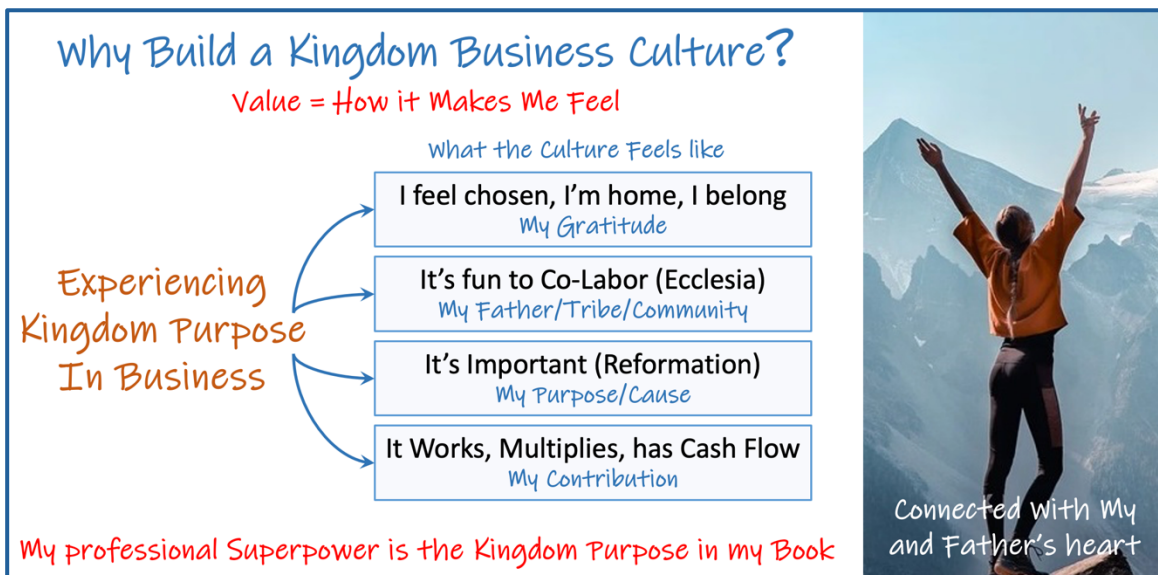 Why Build a Kingdom Business Culture?
Value = How it Makes Me Feel
What the Culture Feels like
I feel chosen, I'm home, I belong
My Gratitude
It's fun to Co-Labor (Ecclesia)
My Father/Tribe/Community
It's Important (Reformation)
My Purpose/Cause
It Works, Multiplies, has Cash Flow
My Contribution
Experiencing
Kingdom Purpose
In Business
My professional Superpower is the Kingdom Purpose in my Book
Connected With My
and Father's heart